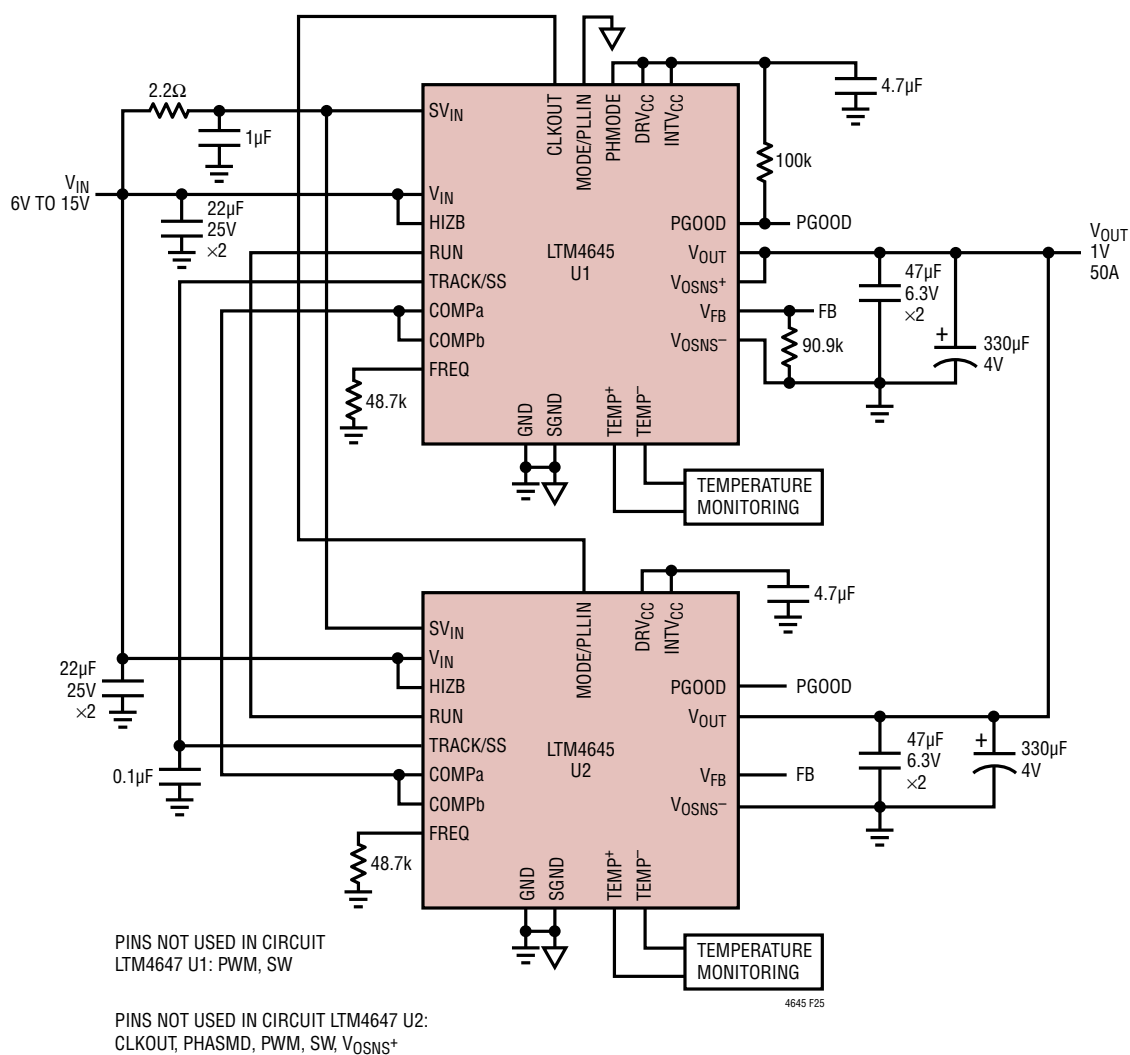 2.2Ω
1µF
VIN
6V TO 15V
22µF
25V
×2
SVIN
VIN
HIZB
RUN
TRACK/SS
COMPa
COMPb
FREQ
48.7k
CLKOUT
MODE/PLLIN
PHMODE
DRVCC
INTVCC
4.7µF
100k
LTM4645
U1
PGOOD
PGOOD
VOUT
VOSNS+
VFB
FB
VOSNS–
90.9k
47µF
6.3V
×2
+
330µF
4V
VOUT
1V
50A
GND
SGND
TEMP+
TEMP–
TEMPERATURE
MONITORING
22µF
25V
×2
0.1µF
SVIN
VIN
HIZB
RUN
TRACK/SS
COMPa
COMPb
FREQ
48.7k
MODE/PLLIN
DRVCC
INTVCC
4.7µF
LTM4645
U2
PGOOD
PGOOD
VOUT
VFB
FB
VOSNS–
47µF
6.3V
×2
+
330µF
4V
GND
SGND
TEMP+
TEMP–
TEMPERATURE
MONITORING
4645 F25
PINS NOT USED IN CIRCUIT
LTM4647 U1: PWM, SW
PINS NOT USED IN CIRCUIT LTM4647 U2:
CLKOUT, PHASMD, PWM, SW, VOSNS+